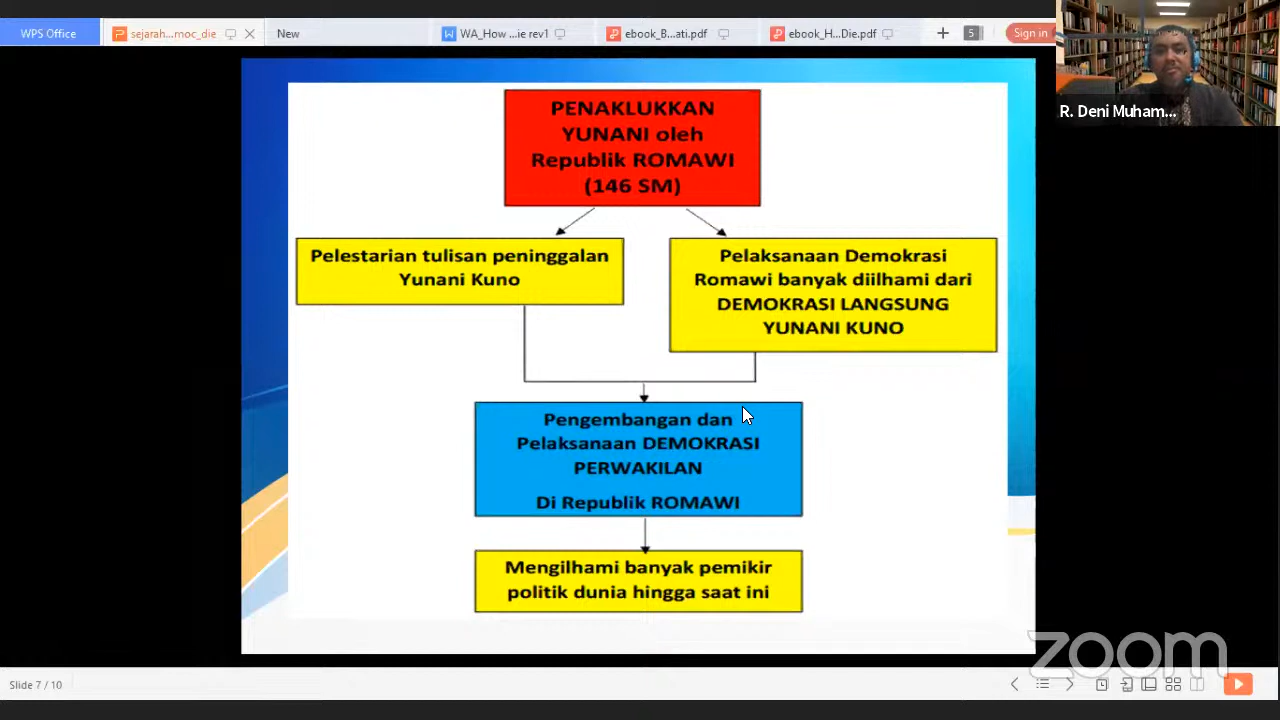 WPS Office
sejarah...moc_die
New
WA_How ...ie rev1
ebook_B...ati.pdf
ebook_H...Die.pdf
5
Sign in
R. Deni Muham...
PENAKLUKKAN
YUNANI oleh
Republik ROMAWI
(146 SM)
Pelestarian tulisan peninggalan
Yunani Kuno
Pelaksanaan Demokrasi
Romawi banyak diilhami dari
DEMOKRASI LANGSUNG
YUNANI KUNO
Pengembangan dan
Pelaksanaan DEMOKRASI
PERWAKILAN
Di Republik ROMAWI
Mengilhami banyak pemikir
politik dunia hingga saat ini
zoom
Slide 7 / 10